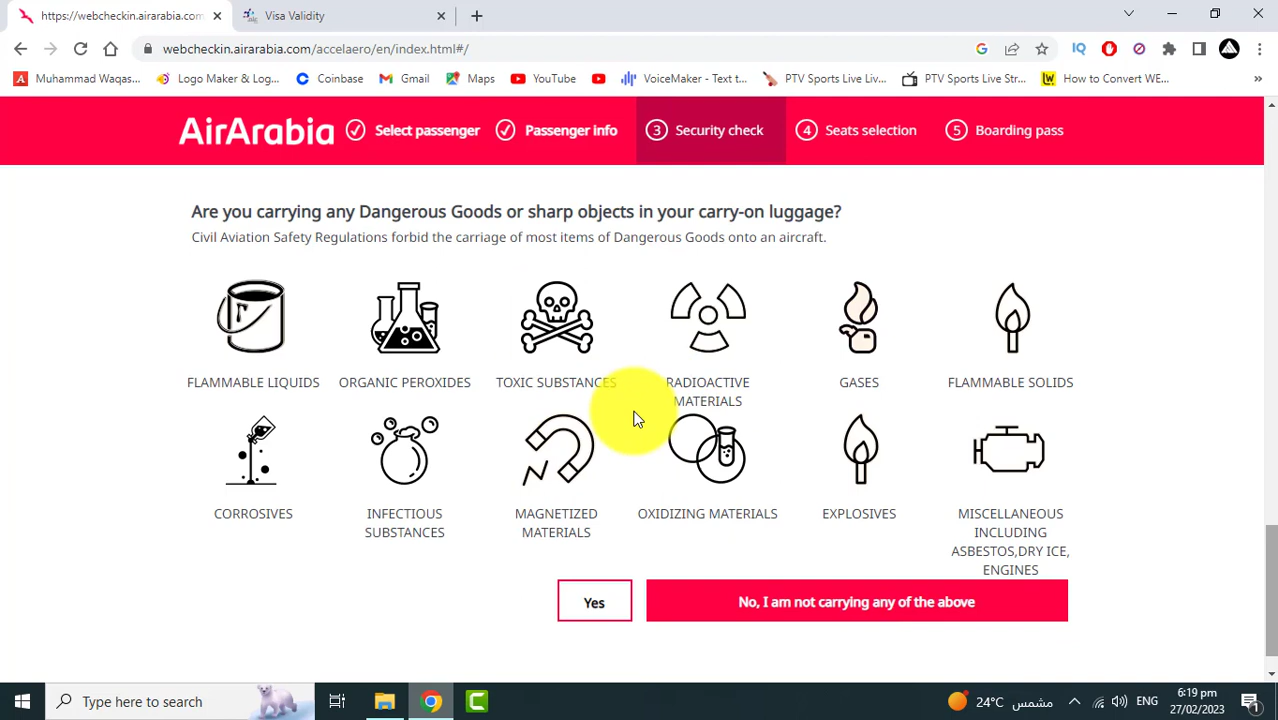 https://webcheckin.airarabia.com
Visa Validity
webcheckin.airarabia.com/accelaero/en/index.html#/
Muhammad Waqas...
Logo Maker & Log...
Coinbase
Gmail
Maps
YouTube
VoiceMaker - Text t...
PTV Sports Live Liv...
PTV Sports Live Str...
How to Convert WE...
AirArabia
Select passenger
Passenger info
3 Security check
4 Seats selection
5 Boarding pass
Are you carrying any Dangerous Goods or sharp objects in your carry-on luggage?
Civil Aviation Safety Regulations forbid the carriage of most items of Dangerous Goods onto an aircraft.
FLAMMABLE LIQUIDS
ORGANIC PEROXIDES
TOXIC SUBSTANCES
RADIOACTIVE
MATERIALS
GASES
FLAMMABLE SOLIDS
CORROSIVES
INFECTIOUS
SUBSTANCES
MAGNETIZED
MATERIALS
OXIDIZING MATERIALS
EXPLOSIVES
MISCELLANEOUS
INCLUDING
ASBESTOS,DRY ICE,
ENGINES
Yes
No, I am not carrying any of the above
Type here to search
24°C مشمس
ENG
6:19 pm
27/02/2023